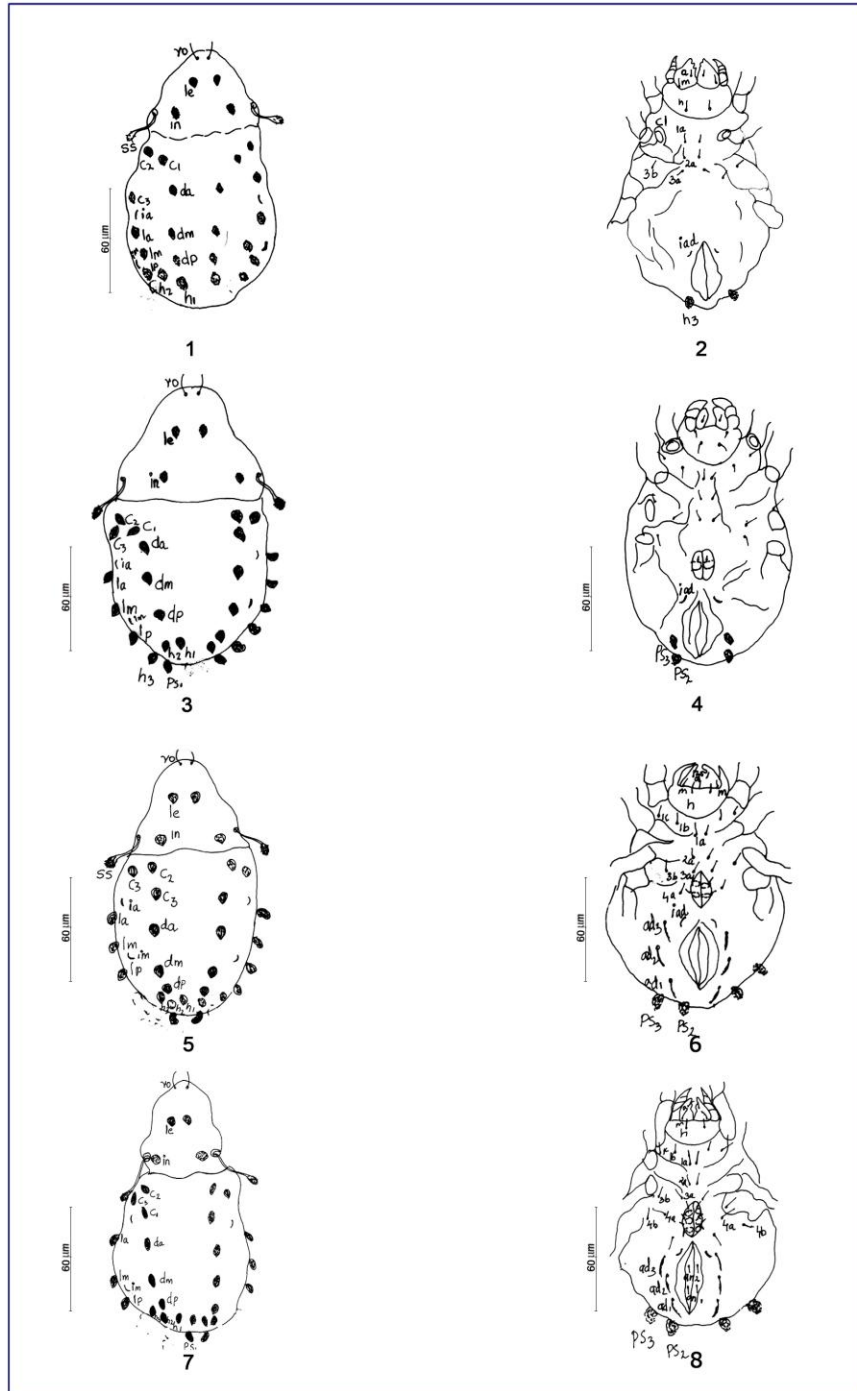 ro
le
in
ss
c2 c1
c3 da
ia
la dm
lm dp
lp
h2 h1
60 µm
1
a
m
h
c1
1a
2a
3b
3a
iad
h3
2
ro
le
in
c2
c1
c3 da
ia
la dm
lm
im dp
lp
h2 h1
h3
ps1
60 µm
3
iad
ps3
ps2
60 µm
4
ro
le
in
ss
c3 c2
c3
ia
la da
lm
im
lp dm
dp
h1
60 µm
5
m m
h
1c
1b
1a
2a
3b 3a
4a
iad
ad3
ad2
ad1
ps3
ps2
60 µm
6
ro
le
in
c2
c3
c1
la da
lm
im dm
lp dp
h1
ps1
60 µm
7
h
1a
2a
3b 3a
4a 4a
4b 4b
ad3
ad2
ad1
ps3
ps2
60 µm
8